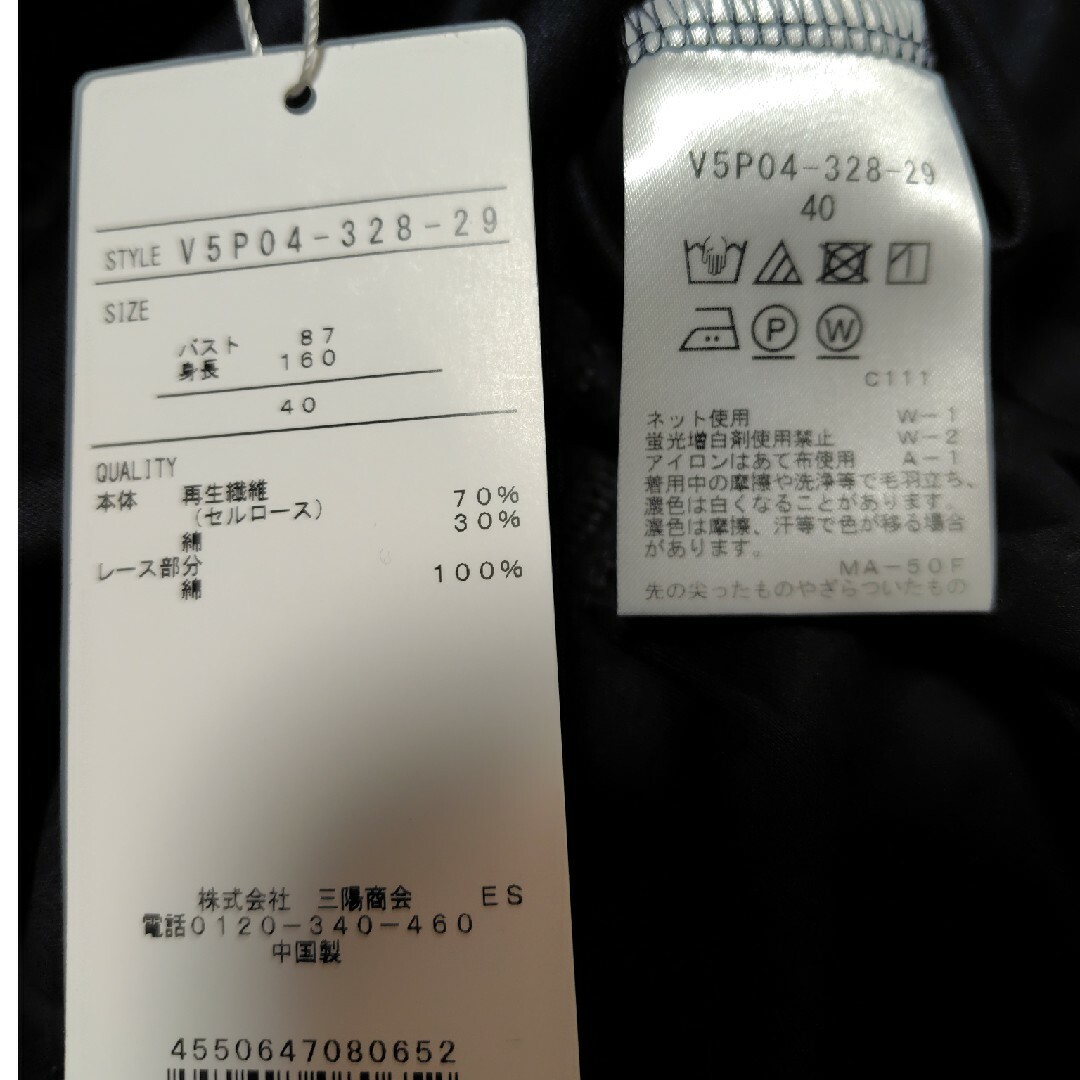 STYLE V5P04-328-29
SIZE
バスト 87
身長 160
40
QUALITY
本体 再生繊維 70%
(セルロース)
綿 30%
レース部分
綿 100%
株式会社 三陽商会 ES
電話0120-340-460
中国製
4550647080652
V5P04-328-29
40
P W
C111
ネット使用 W-1
蛍光増白剤使用禁止 W-2
アイロンはあて布使用 A-1
着用中の摩擦や洗浄等で毛羽立ち、
濃色は白くなることがあります。
濃色は摩擦、汗等で色が移る場合
があります。
MA-50F
先の尖ったものやざらついたもの